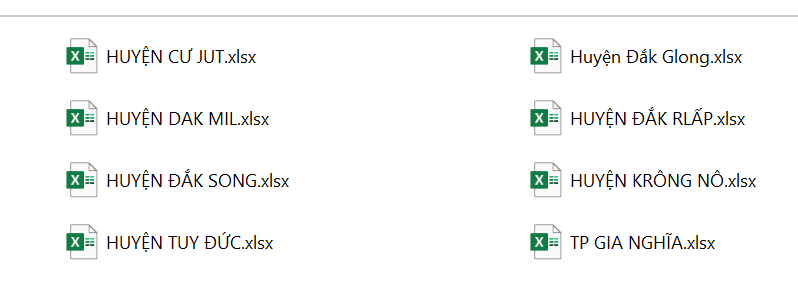 HUYỆN CƯ JUT.xlsx
Huyện Đắk Glong.xlsx
HUYỆN DAK MIL.xlsx
HUYỆN ĐẮK RLẤP.xlsx
HUYỆN ĐẮK SONG.xlsx
HUYỆN KRÔNG NÔ.xlsx
HUYỆN TUY ĐỨC.xlsx
TP GIA NGHĨA.xlsx